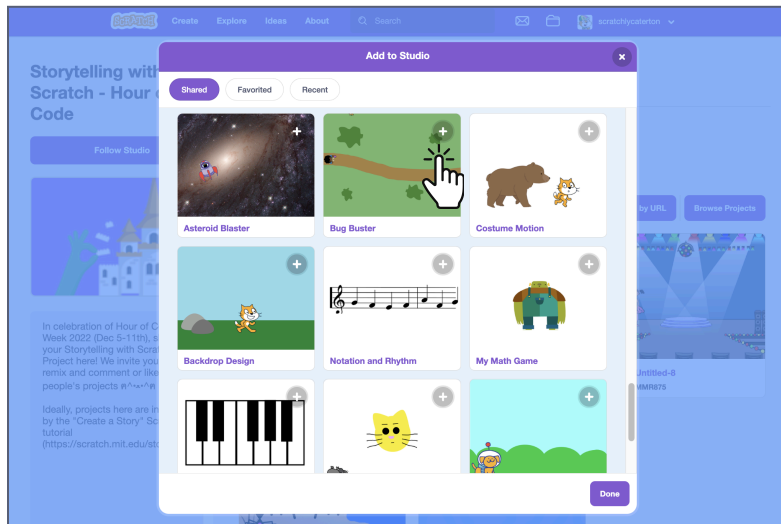 SCRATCH Create Explore Ideas About Search scratchlycaterton
Add to Studio
Shared Favorited Recent
Storytelling with
Scratch - Hour
Code
Follow Studio
by URL Browse Projects
Asteroid Blaster Bug Buster Costume Motion
Backdrop Design Notation and Rhythm My Math Game
In celebration of Hour of C
Week 2022 (Dec 5-11th), s
your Storytelling with Scra
Project here! We invite you
remix and comment or like
people's projects
Untitled-8
MMR875
Ideally, projects here are in
by the "Create a Story" Sc
tutorial
(https://scratch.mit.edu/sto
Done